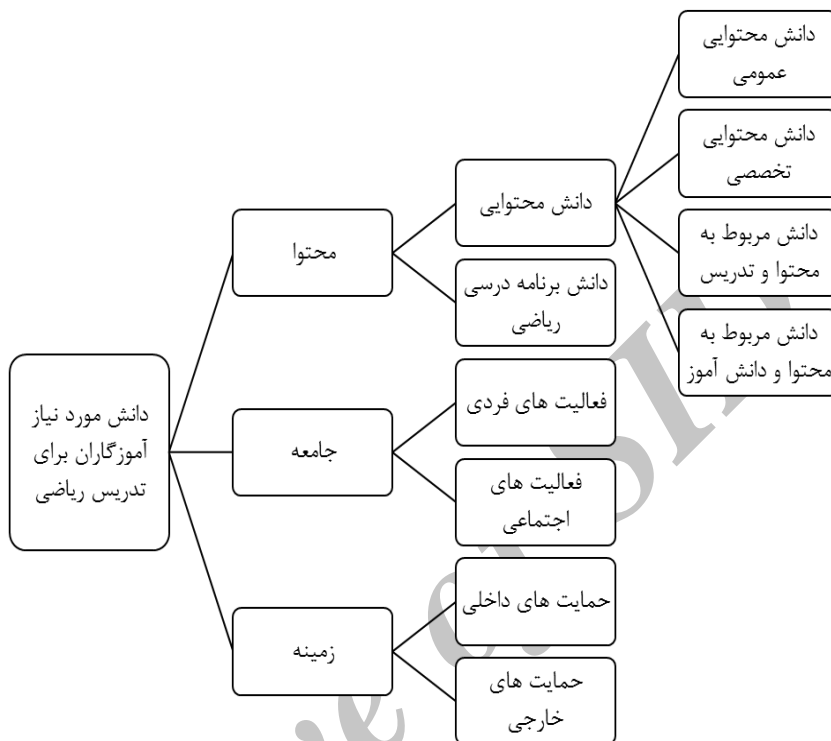 دانش مورد نیاز
آموزگاران برای
تدریس ریاضی
محتوا
جامعه
زمینه
دانش محتوایی
دانش برنامه درسی
ریاضی
فعالیت های فردی
فعالیت های
اجتماعی
حمایت های داخلی
حمایت های
خارجی
دانش محتوایی
عمومی
دانش محتوایی
تخصصی
دانش مربوط به
محتوا و تدریس
دانش مربوط به
محتوا و دانش آموز